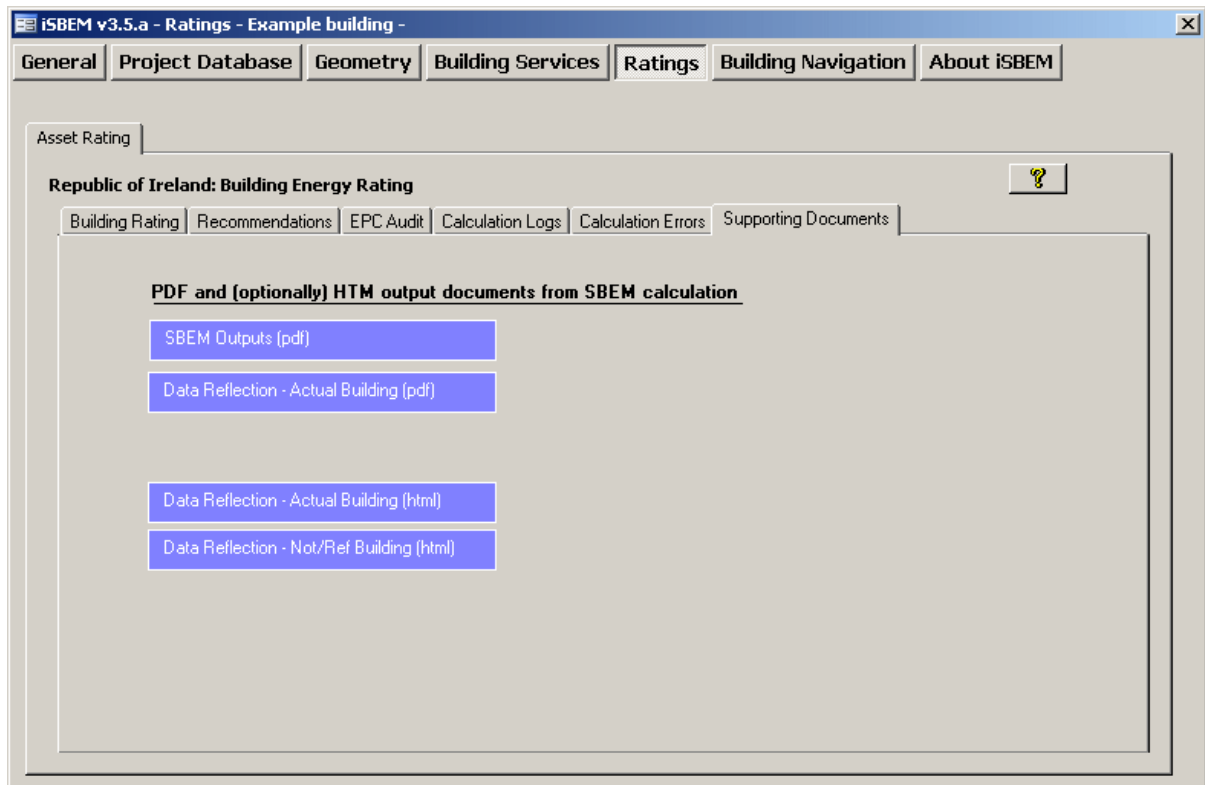 iSBEM v3.5.a - Ratings - Example building -
General Project Database Geometry Building Services Ratings Building Navigation About iSBEM
Asset Rating
Republic of Ireland: Building Energy Rating
?
Building Rating Recommendations EPC Audit Calculation Logs Calculation Errors Supporting Documents
PDF and (optionally) HTM output documents from SBEM calculation
SBEM Outputs (pdf)
Data Reflection - Actual Building (pdf)
Data Reflection - Actual Building (html)
Data Reflection - Not/Ref Building (html)